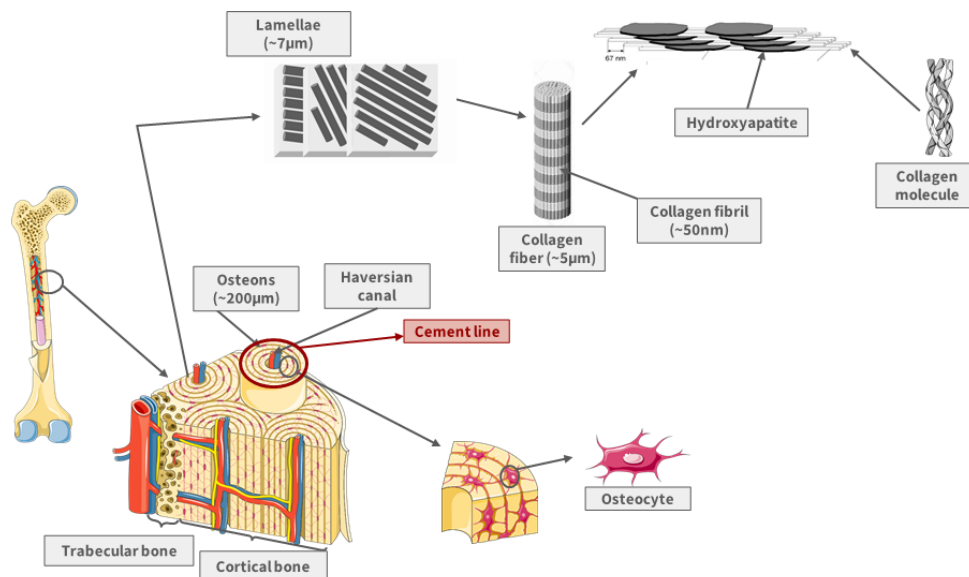 Lamellae
(~7µm)
67 nm
Hydroxyapatite
Collagen
molecule
Collagen fibril
(~50nm)
Collagen
fiber (~5µm)
Osteons
(~200µm)
Haversian
canal
Cement line
Osteocyte
Trabecular bone
Cortical bone